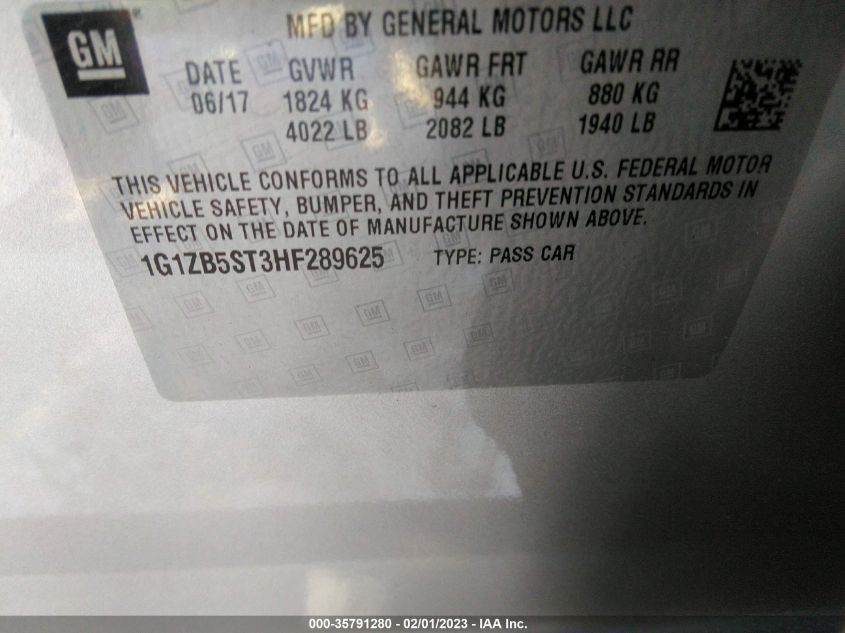 GM
MFD BY GENERAL MOTORS LLC
DATE GVWR GAWR FRT GAWR RR
06/17 1824 KG 944 KG 880 KG
4022 LB 2082 LB 1940 LB
THIS VEHICLE CONFORMS TO ALL APPLICABLE U.S. FEDERAL MOTOR
VEHICLE SAFETY, BUMPER, AND THEFT PREVENTION STANDARDS IN
EFFECT ON THE DATE OF MANUFACTURE SHOWN ABOVE.
1G1ZB5ST3HF289625 TYPE: PASS CAR
000-35791280 - 02/01/2023 - IAA Inc.